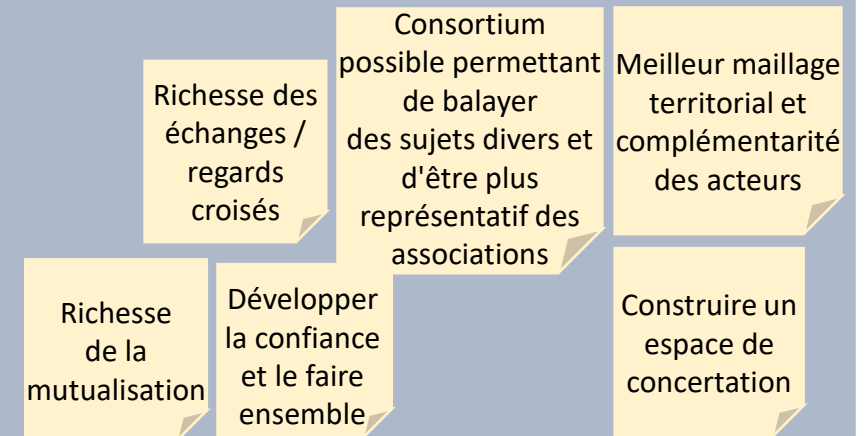 Richesse des
échanges /
regards
croisés
Consortium
possible permettant
de balayer
des sujets divers et
d'être plus
représentatif des
associations
Meilleur maillage
territorial et
complémentarité
des acteurs
Richesse
de la
mutualisation
Développer
la confiance
et le faire
ensemble
Construire un
espace de
concertation